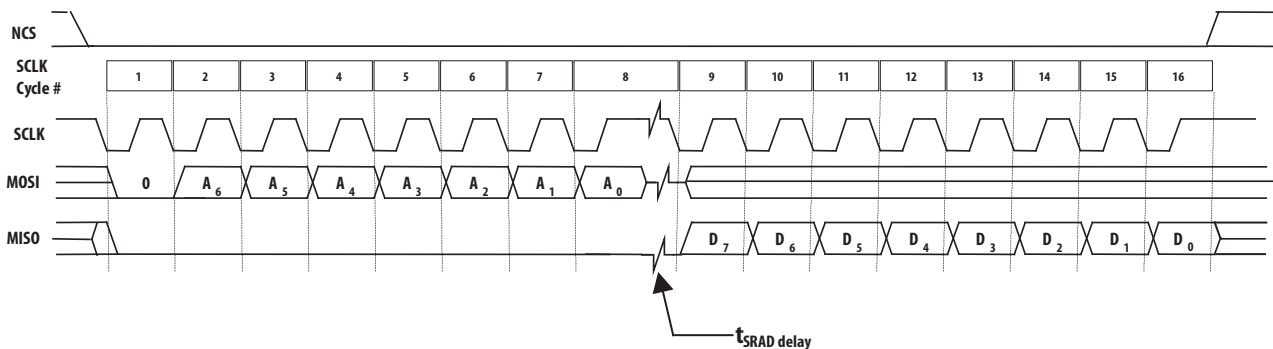 NCS
SCLK
Cycle #
1 2 3 4 5 6 7 8 9 10 11 12 13 14 15 16
SCLK
MOSI
0 A6 A5 A4 A3 A2 A1 A0
MISO
D7 D6 D5 D4 D3 D2 D1 D0
tSRAD delay